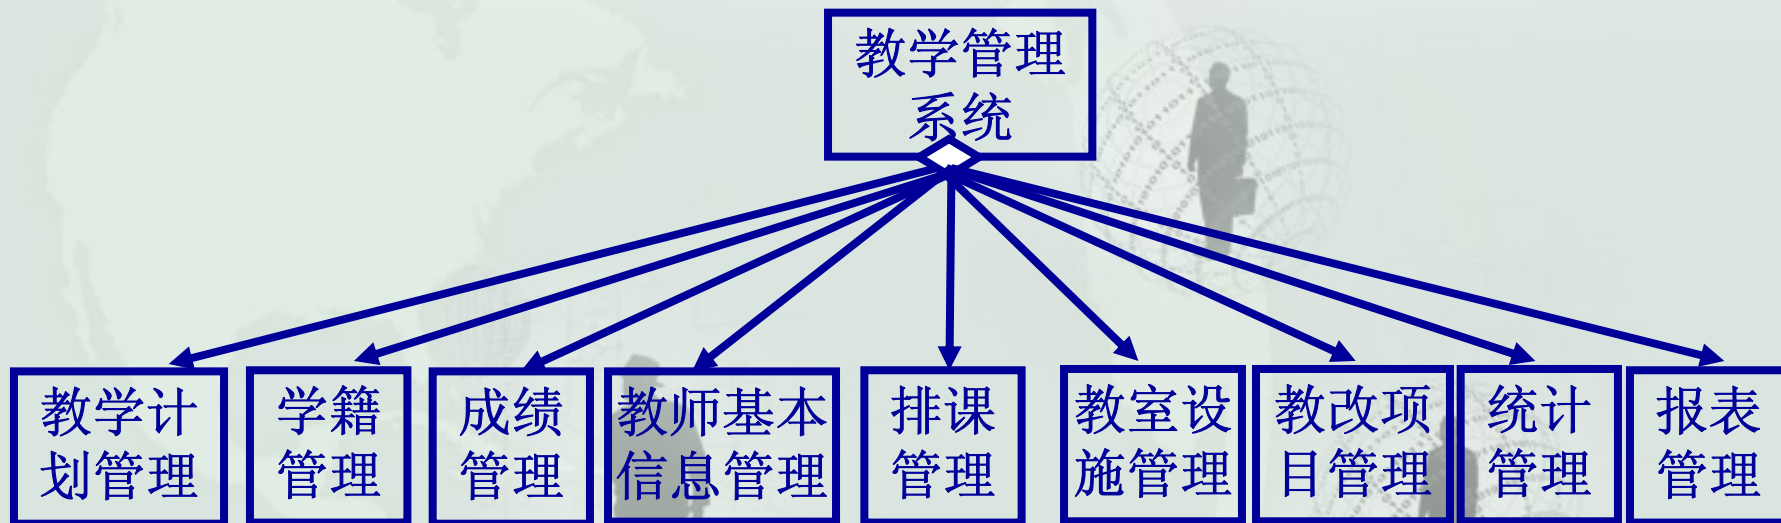 教学管理
系统
教学计
划管理
学籍
管理
成绩
管理
教师基本
信息管理
排课
管理
教室设
施管理
教改项
目管理
统计
管理
报表
管理